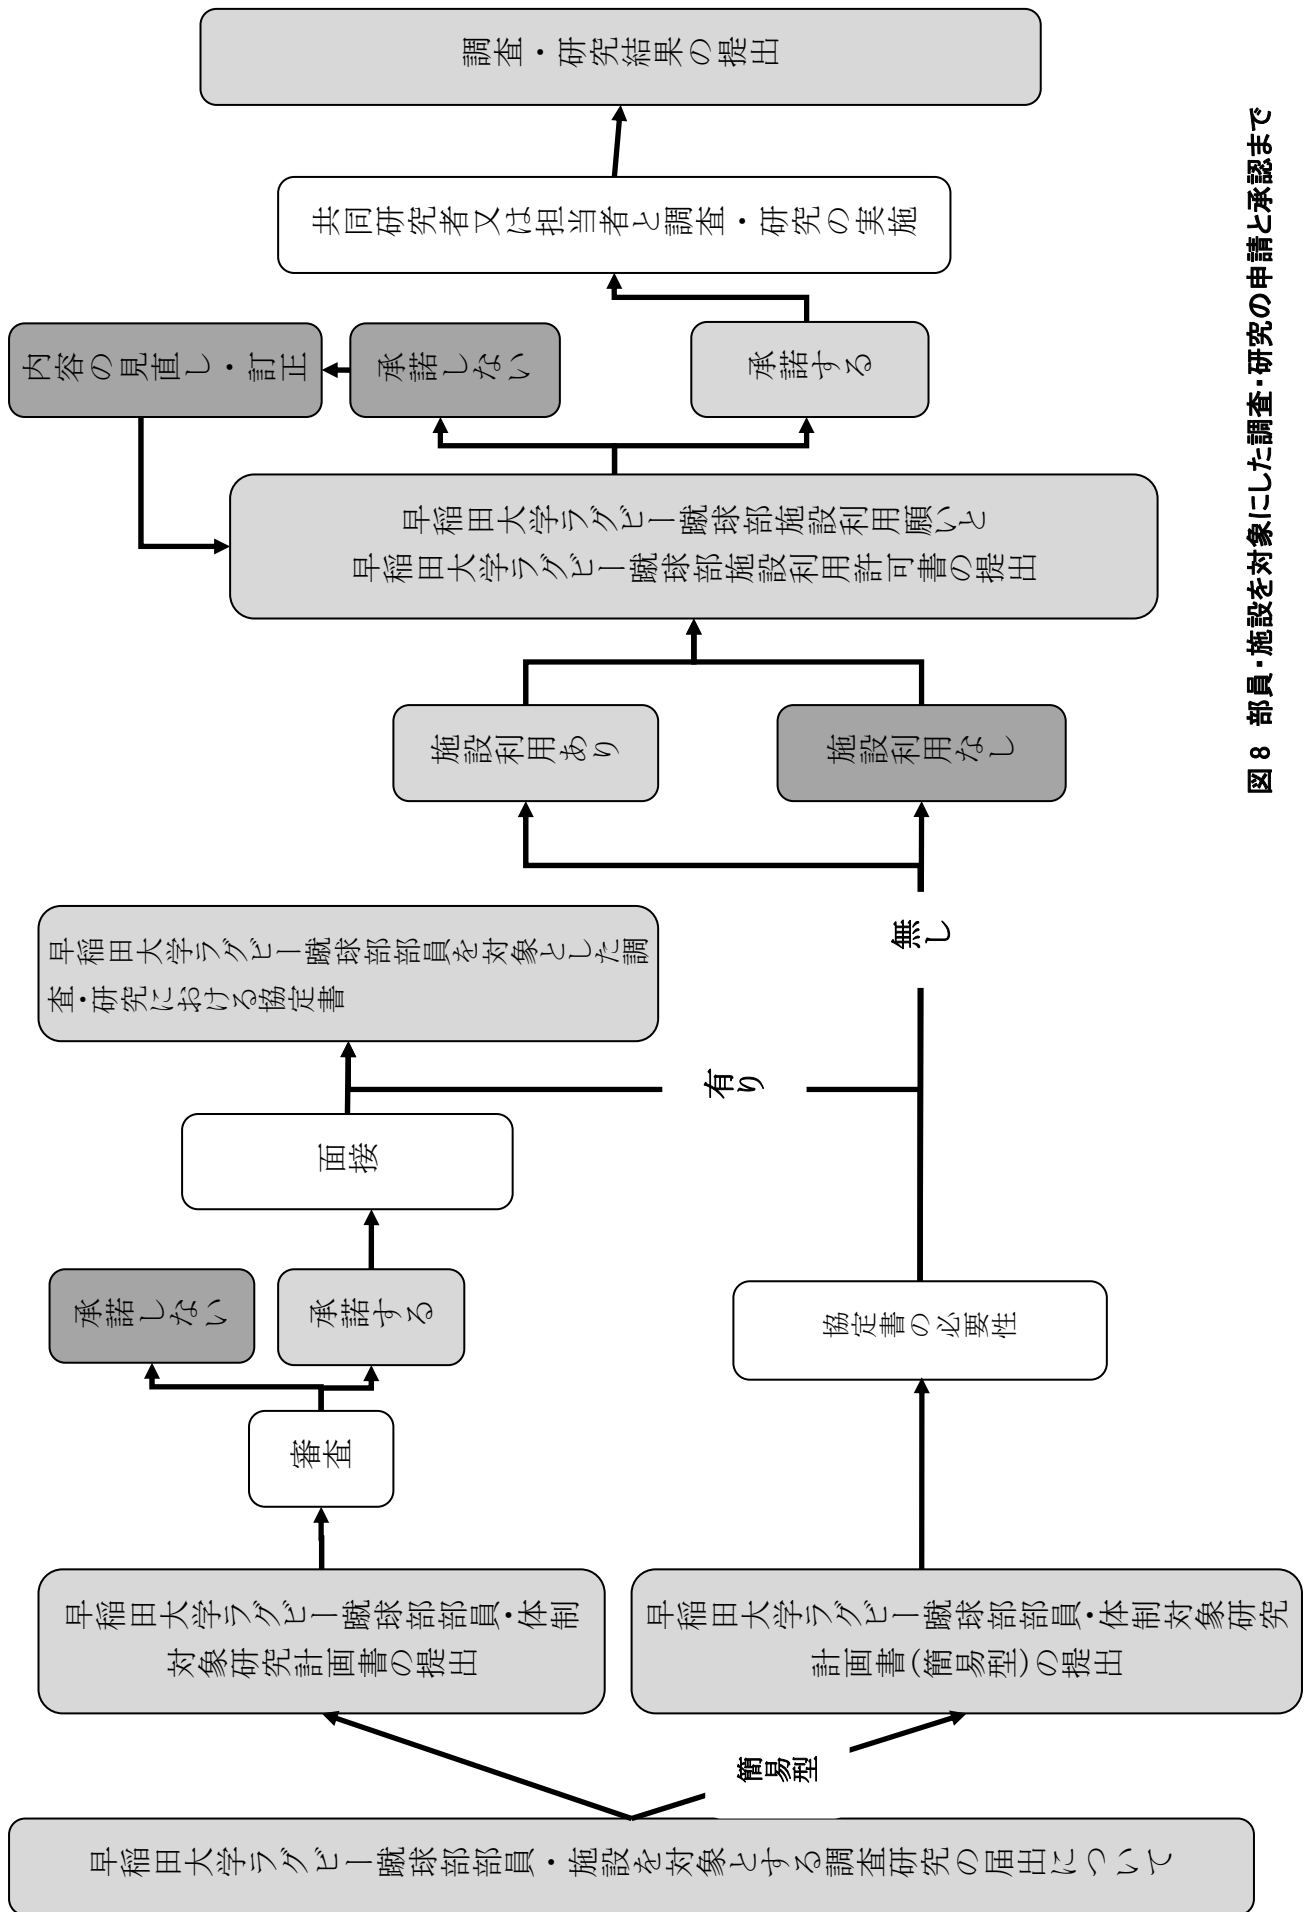 早稲田大学ラグビー蹴球部部員・施設を対象とする調査研究の届出について
簡易型
早稲田大学ラグビー蹴球部部員・体制
対象研究計画書の提出
早稲田大学ラグビー蹴球部部員・体制対象研究
計画書(簡易型)の提出
審査
承諾しない
承諾する
協定書の必要性
面接
有り
早稲田大学ラグビー蹴球部部員を対象とした調
査・研究における協定書
無し
施設利用あり
施設利用なし
早稲田大学ラグビー蹴球部施設利用願いと
早稲田大学ラグビー蹴球部施設利用許可書の提出
内容の見直し・訂正
承諾しない
承諾する
共同研究者又は担当者と調査・研究の実施
調査・研究結果の提出
図 8 部員・施設を対象にした調査・研究の申請と承認まで